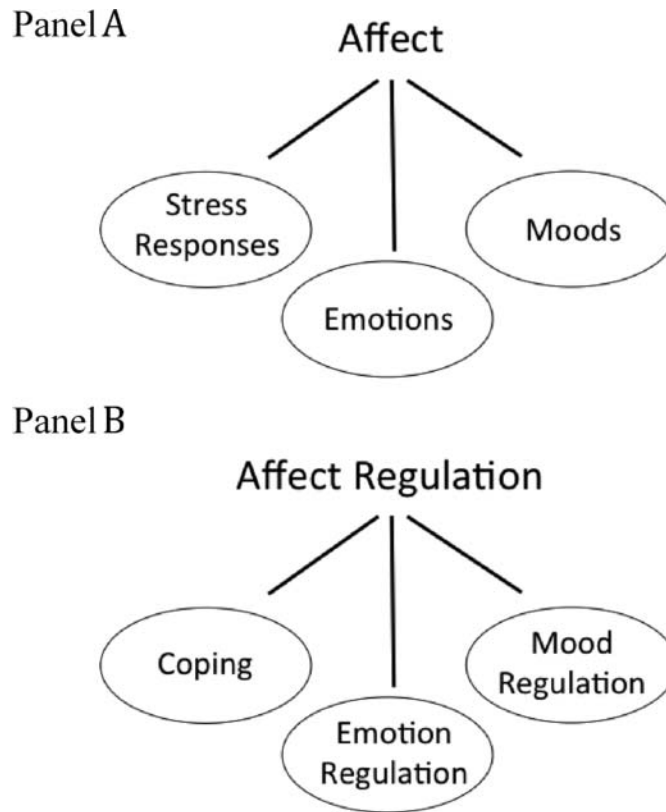 Panel A
Affect
Stress
Responses
Moods
Emotions
Panel B
Affect Regulation
Coping
Mood
Regulation
Emotion
Regulation